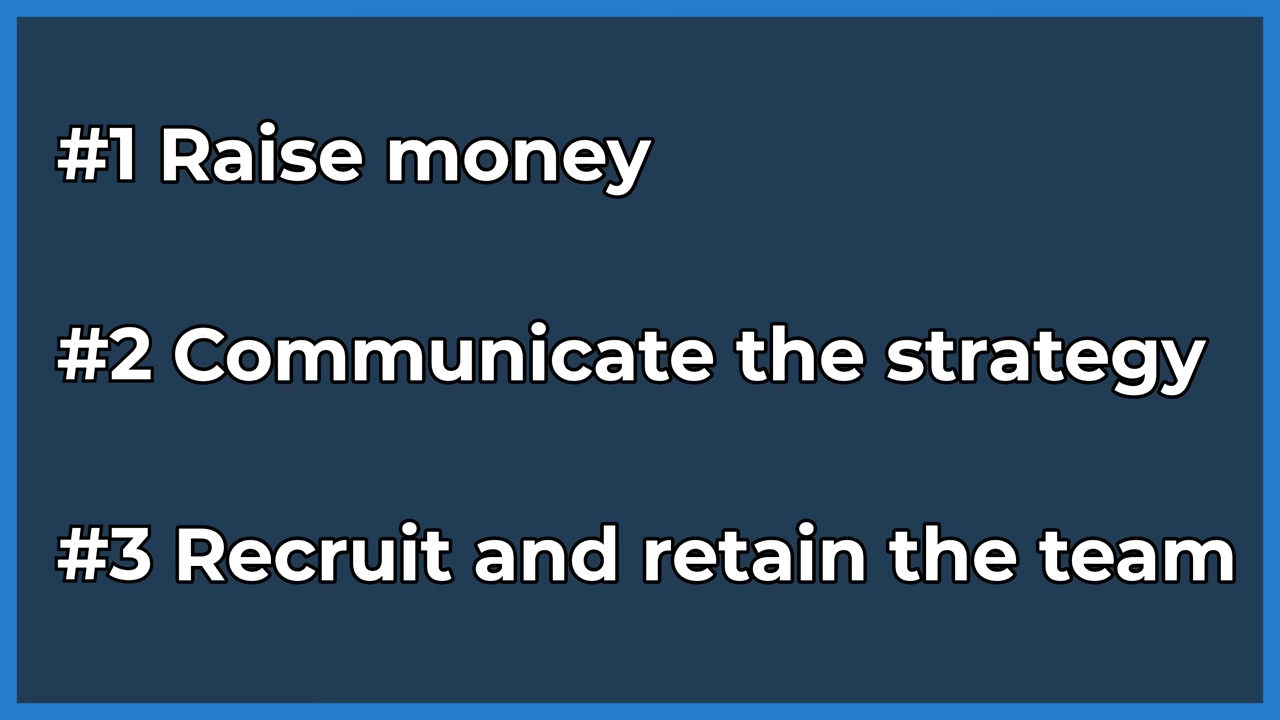 #1 Raise money
#2 Communicate the strategy
#3 Recruit and retain the team